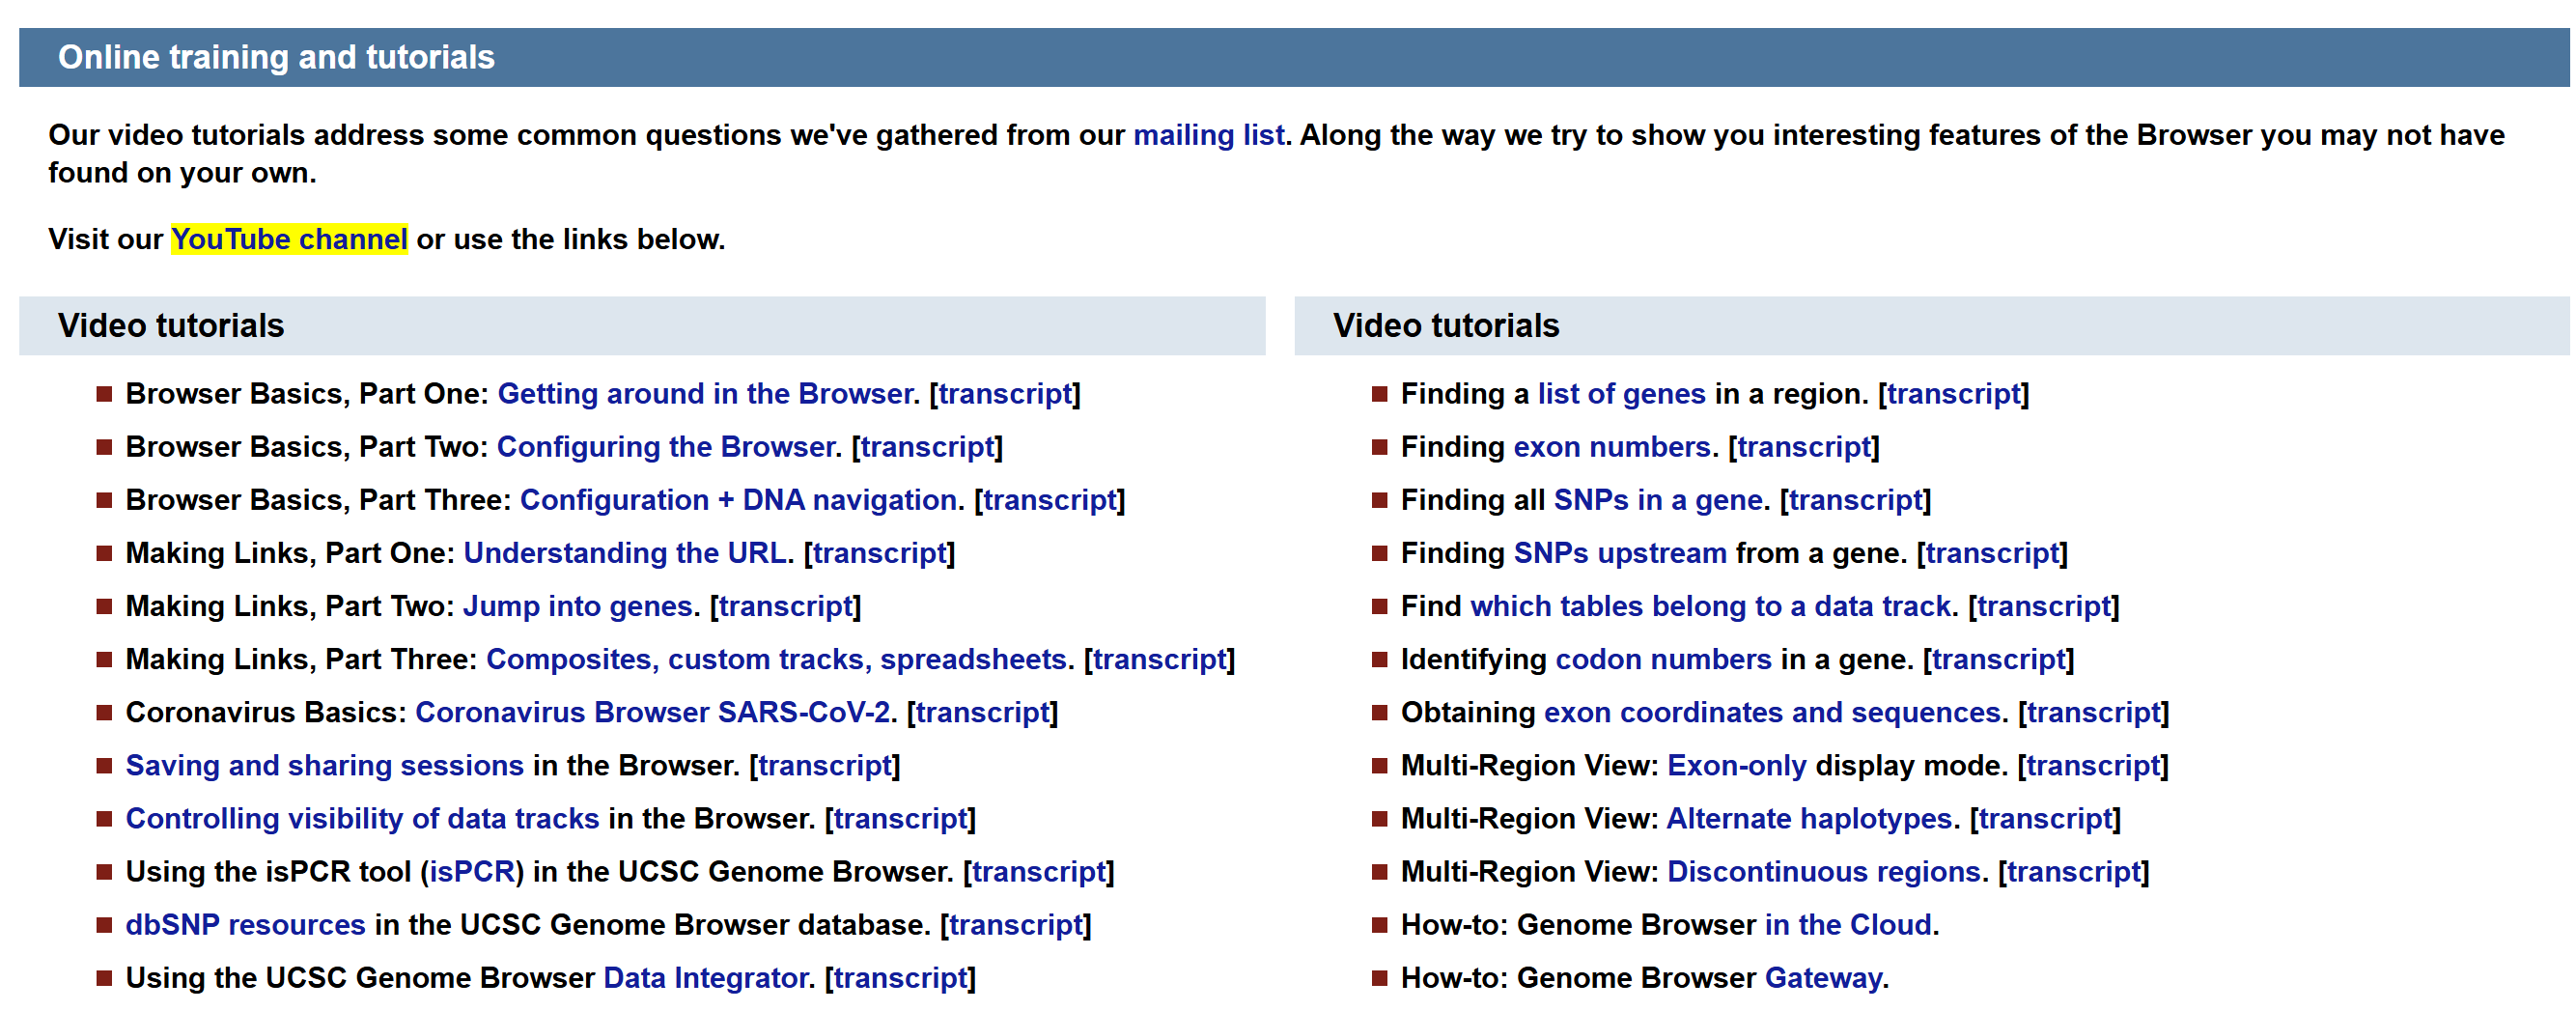 Online training and tutorials
Our video tutorials address some common questions we've gathered from our mailing list. Along the way we try to show you interesting features of the Browser you may not have
found on your own.
Visit our YouTube channel or use the links below.
Video tutorials
Browser Basics, Part One: Getting around in the Browser. [transcript]
Browser Basics, Part Two: Configuring the Browser. [transcript]
Browser Basics, Part Three: Configuration + DNA navigation. [transcript]
Making Links, Part One: Understanding the URL. [transcript]
Making Links, Part Two: Jump into genes. [transcript]
Making Links, Part Three: Composites, custom tracks, spreadsheets. [transcript]
Coronavirus Basics: Coronavirus Browser SARS-CoV-2. [transcript]
Saving and sharing sessions in the Browser. [transcript]
Controlling visibility of data tracks in the Browser. [transcript]
Using the isPCR tool (isPCR) in the UCSC Genome Browser. [transcript]
dbSNP resources in the UCSC Genome Browser database. [transcript]
Using the UCSC Genome Browser Data Integrator. [transcript]
Video tutorials
Finding a list of genes in a region. [transcript]
Finding exon numbers. [transcript]
Finding all SNPs in a gene. [transcript]
Finding SNPs upstream from a gene. [transcript]
Find which tables belong to a data track. [transcript]
Identifying codon numbers in a gene. [transcript]
Obtaining exon coordinates and sequences. [transcript]
Multi-Region View: Exon-only display mode. [transcript]
Multi-Region View: Alternate haplotypes. [transcript]
Multi-Region View: Discontinuous regions. [transcript]
How-to: Genome Browser in the Cloud.
How-to: Genome Browser Gateway.